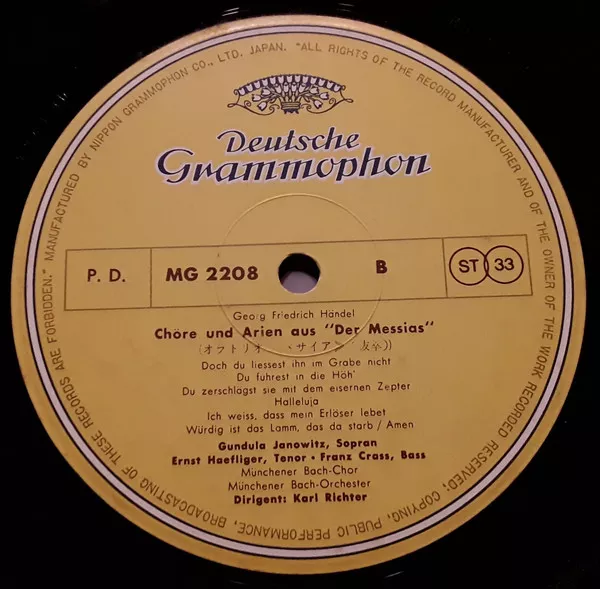 MANUFACTURED BY NIPPON GRAMMOPHON CO., LTD. JAPAN. "ALL RIGHTS OF THE RECORD MANUFACTURER AND OF THE OWNER OF THE WORK RECORDED RESERVED; COPYING, PUBLIC PERFORMANCE, BROADCASTING OF THESE RECORDS ARE FORBIDDEN."
Deutsche
Grammophon
P. D. MG 2208 B ST 33
Georg Friedrich Händel
Chöre und Arien aus "Der Messias"
Doch du liessest ihn im Grabe nicht
Du fuhrest in die Höh'
Du zerschlagst sie mit dem eisernen Zepter
Halleluja
Ich weiss, dass mein Erlöser lebet
Würdig ist das Lamm, das da starb / Amen
Gundula Janowitz, Sopran
Ernst Haefliger, Tenor • Franz Crass, Bass
Münchener Bach-Chor
Münchener Bach-Orchester
Dirigent: Karl Richter